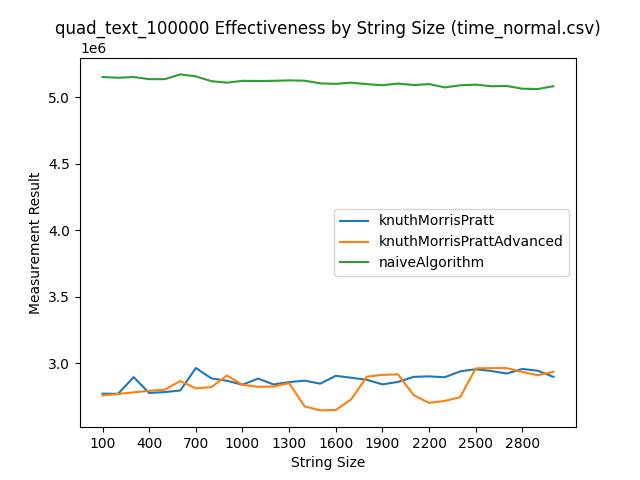 quad_text_100000 Effectiveness by String Size (time_normal.csv)
1e6
5.0
4.5
4.0
3.5
3.0
Measurement Result
knuthMorrisPratt
knuthMorrisPrattAdvanced
naiveAlgorithm
100 400 700 1000 1300 1600 1900 2200 2500 2800
String Size